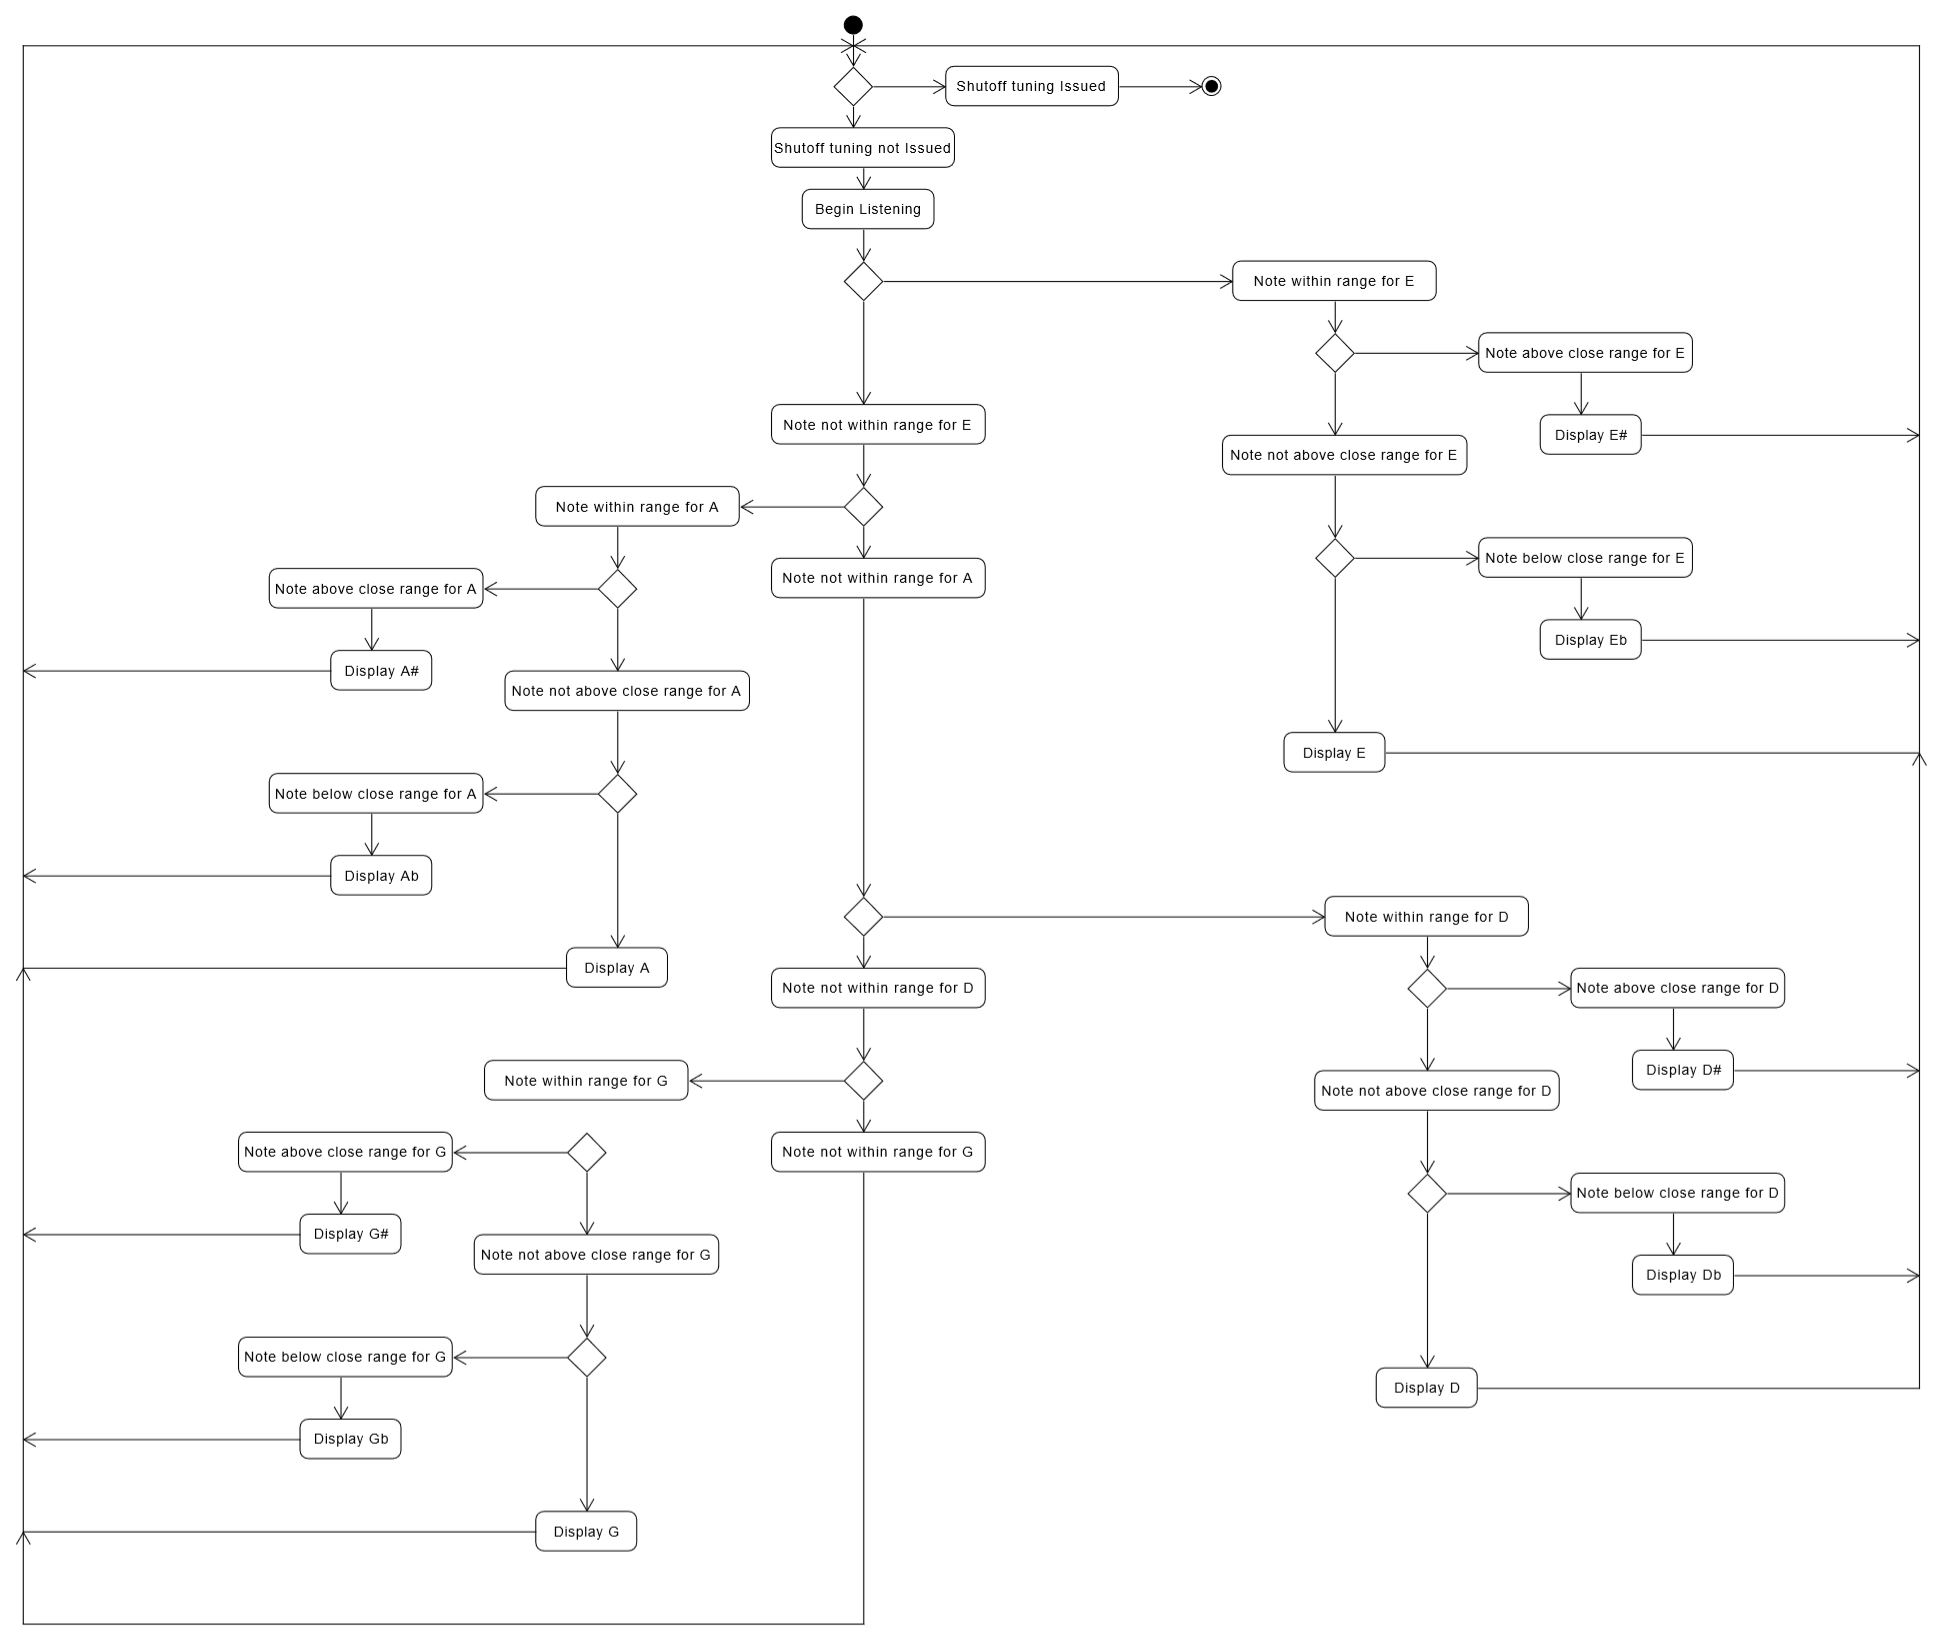 Shutoff tuning Issued
Shutoff tuning not Issued
Begin Listening
Note within range for E
Note above close range for E
Note not within range for E
Display E#
Note not above close range for E
Note within range for A
Note below close range for E
Note not within range for A
Note above close range for A
Display Eb
Display A#
Note not above close range for A
Display E
Note below close range for A
Display Ab
Note within range for D
Display A
Note not within range for D
Note above close range for D
Display D#
Note within range for G
Note not above close range for D
Note above close range for G
Note not within range for G
Note below close range for D
Display G#
Note not above close range for G
Display Db
Note below close range for G
Display D
Display Gb
Display G